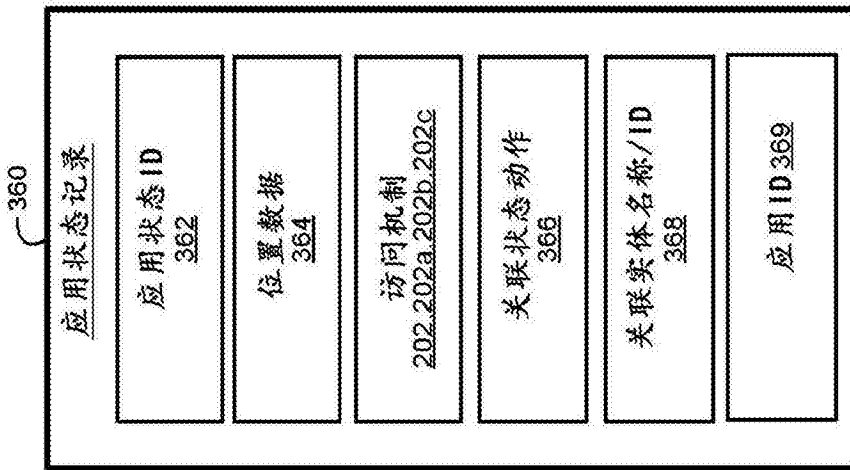 360
应用状态记录
应用状态ID
362
位置数据
364
访问机制
202.202a.202b.202c
关联状态动作
366
关联实体名称/ID
368
应用ID 369